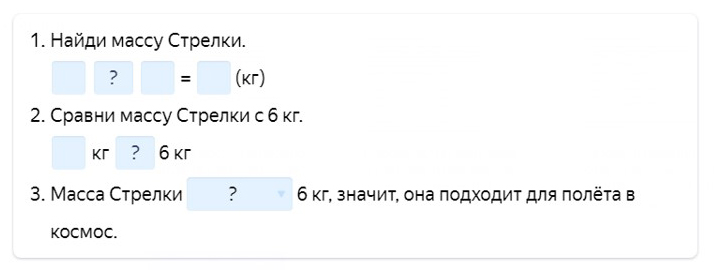 1. Найди массу Стрелки.
? = (кг)
2. Сравни массу Стрелки с 6 кг.
кг ? 6 кг
3. Масса Стрелки ? 6 кг, значит, она подходит для полёта в
космос.